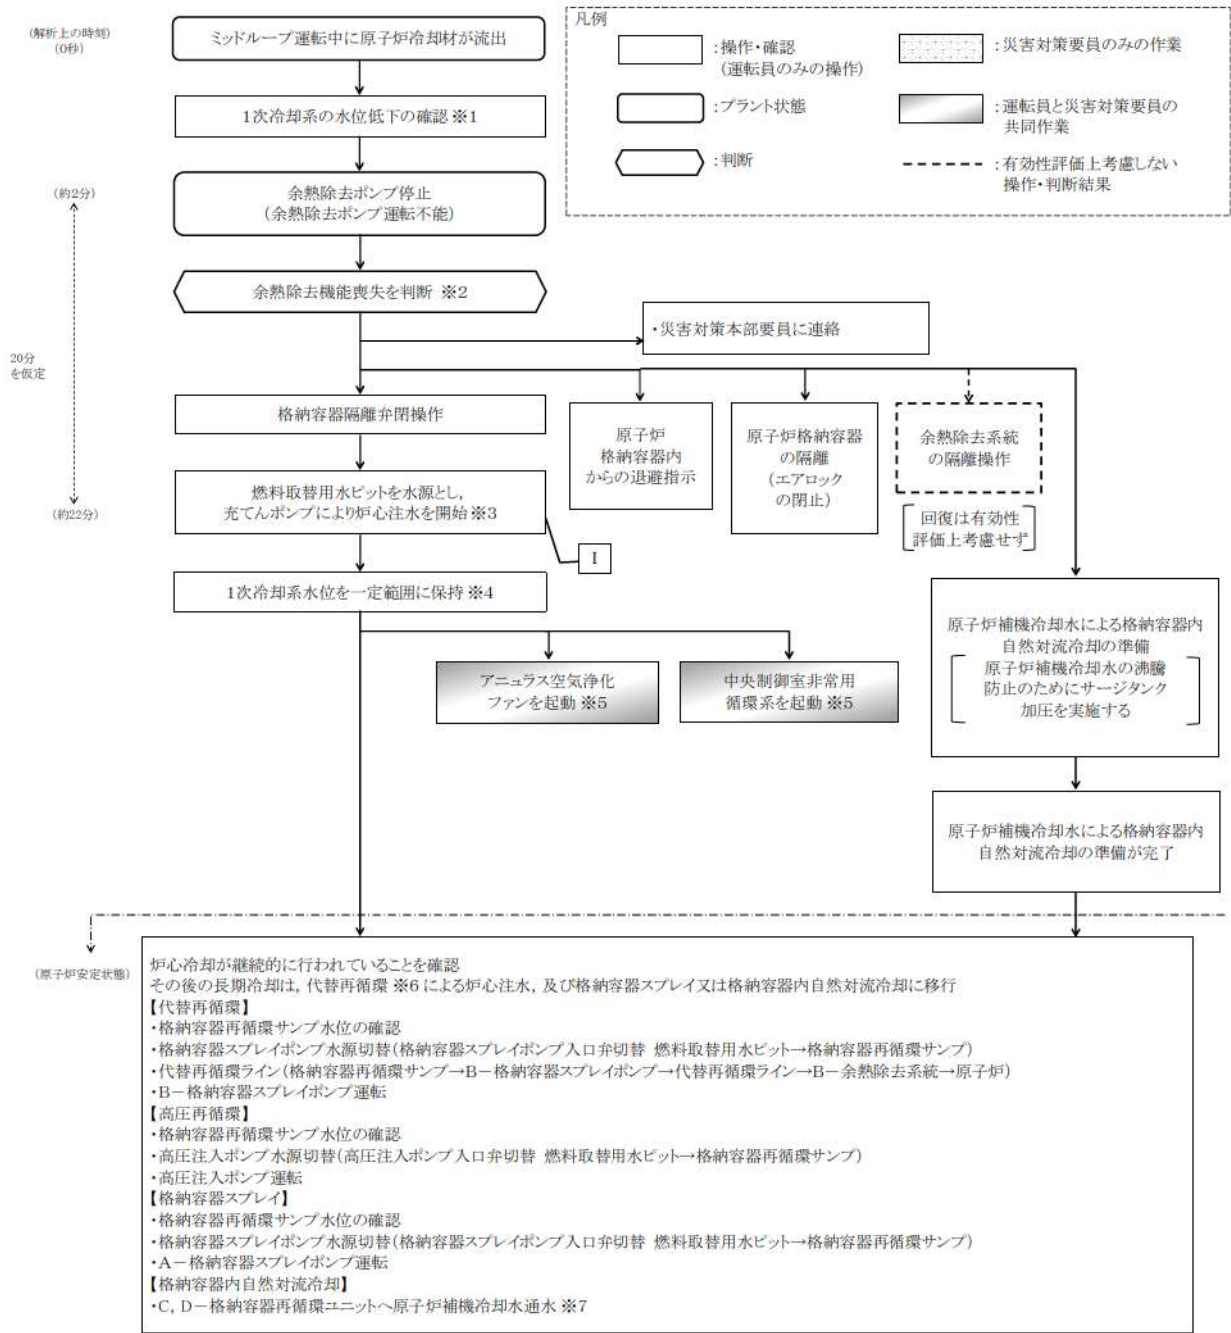 (解析上の時刻)
(0秒)
ミッドループ運転中に原子炉冷却材が流出
凡例
:操作・確認
(運転員のみの操作)
:災害対策要員のみの作業
:プラント状態
:運転員と災害対策要員の
共同作業
:判断
:有効性評価上考慮しない
操作・判断結果
1次冷却系の水位低下の確認 ※1
(約2分)
余熱除去ポンプ停止
(余熱除去ポンプ運転不能)
余熱除去機能喪失を判断 ※2
・災害対策本部要員に連絡
20分
を仮定
格納容器隔離弁閉操作
原子炉
格納容器内
からの退避指示
原子炉格納容器
の隔離
(エアロック
の閉止)
余熱除去系統
の隔離操作
回復は有効性
評価上考慮せず
(約22分)
燃料取替用水ピットを水源とし,
充てんポンプにより炉心注水を開始 ※3
I
1次冷却系水位を一定範囲に保持 ※4
原子炉補機冷却水による格納容器内
自然対流冷却の準備
原子炉補機冷却水の沸騰
防止のためにサージタンク
加圧を実施する
アニュラス空気浄化
ファンを起動 ※5
中央制御室非常用
循環系を起動 ※5
原子炉補機冷却水による格納容器内
自然対流冷却の準備が完了
(原子炉安定状態)
炉心冷却が継続的に行われていることを確認
その後の長期冷却は, 代替再循環 ※6 による炉心注水, 及び格納容器スプレイ又は格納容器内自然対流冷却に移行
【代替再循環】
・格納容器再循環サンプ水位の確認
・格納容器スプレイポンプ水源切替(格納容器スプレイポンプ入口弁切替 燃料取替用水ピット→格納容器再循環サンプ)
・代替再循環ライン(格納容器再循環サンプ→B-格納容器スプレイポンプ→代替再循環ライン→B-余熱除去系統→原子炉)
・B-格納容器スプレイポンプ運転
【高圧再循環】
・格納容器再循環サンプ水位の確認
・高圧注入ポンプ水源切替(高圧注入ポンプ入口弁切替 燃料取替用水ピット→格納容器再循環サンプ)
・高圧注入ポンプ運転
【格納容器スプレイ】
・格納容器再循環サンプ水位の確認
・格納容器スプレイポンプ水源切替(格納容器スプレイポンプ入口弁切替 燃料取替用水ピット→格納容器再循環サンプ)
・A-格納容器スプレイポンプ運転
【格納容器内自然対流冷却】
・C, D-格納容器再循環ユニットへ原子炉補機冷却水通水 ※7